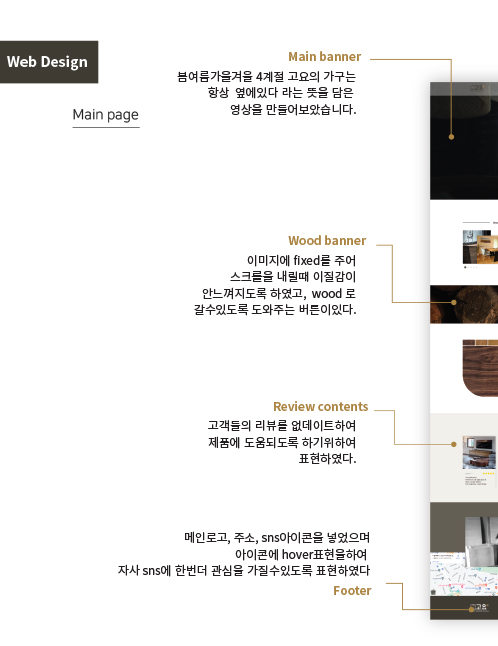 Web Design
Main page
Main banner
봄여름가을겨울 4계절 고요의 가구는
항상 옆에있다 라는 뜻을 담은
영상을 만들어보았습니다.
Wood banner
이미지에 fixed를 주어
스크롤을 내릴때 이질감이
안느껴지도록 하였고, wood 로
갈수있도록 도와주는 버튼이있다.
Review contents
고객들의 리뷰를 없데이트하여
제품에 도움되도록 하기위하여
표현하였다.
메인로고, 주소, sns아이콘을 넣었으며
아이콘에 hover표현을하여
자사 sns에 한번더 관심을 가질수있도록 표현하였다
Footer
고요